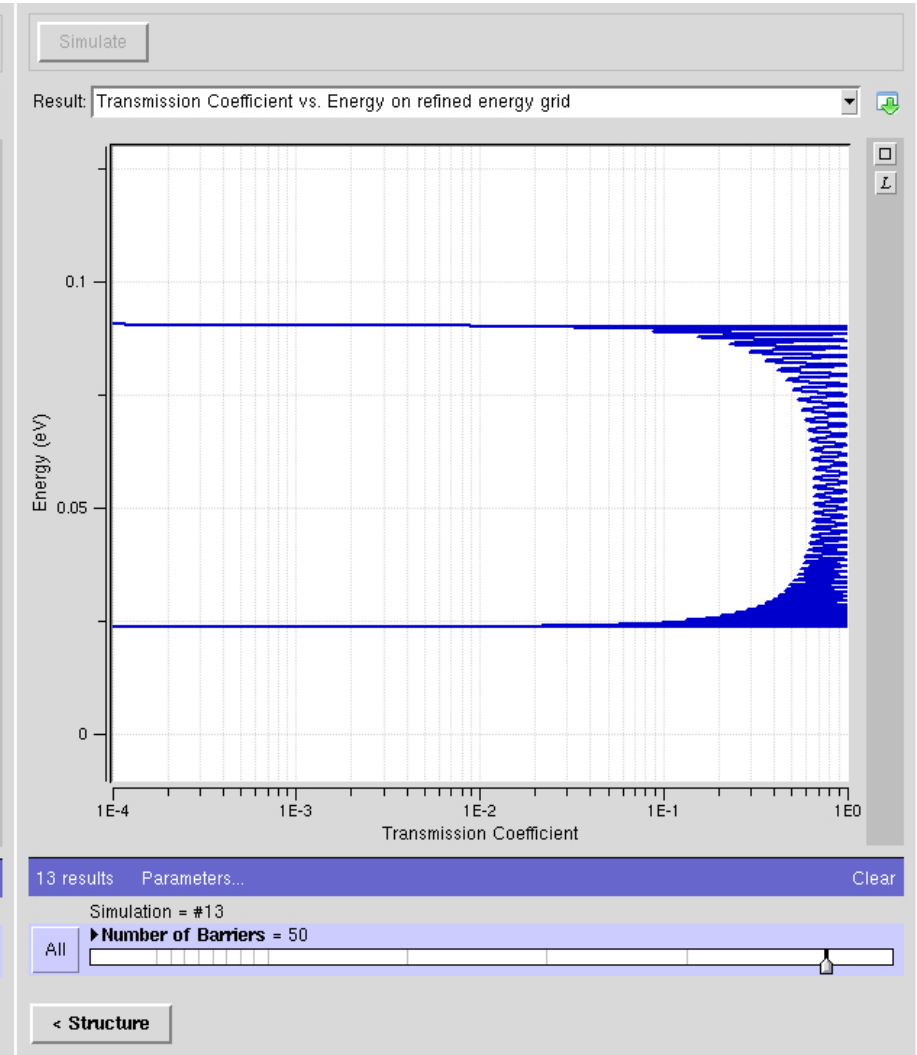 Simulate
Result: Transmission Coefficient vs. Energy on refined energy grid
L
0.1
0.05
0
Energy (eV)
1E-4 1E-3 1E-2 1E-1 1E0
Transmission Coefficient
13 results Parameters... Clear
Simulation = #13
All
Number of Barriers = 50
< Structure